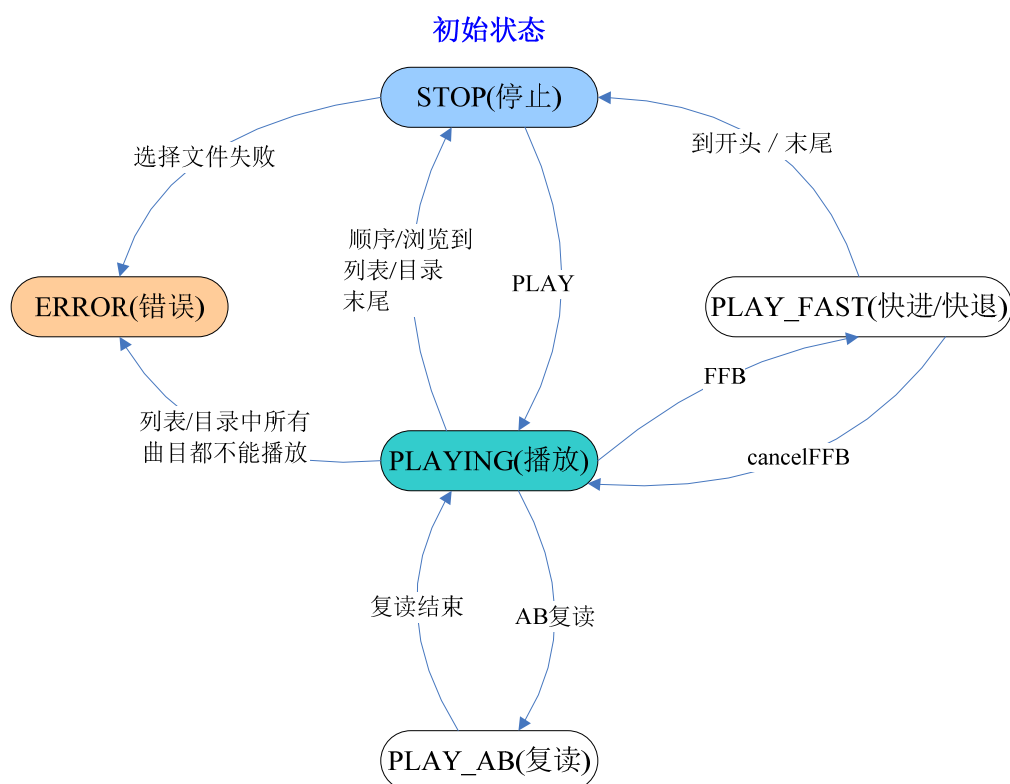 初始状态
STOP(停止)
选择文件失败
到开头／末尾
顺序/浏览到
列表/目录
末尾
PLAY
ERROR(错误)
PLAY_FAST(快进/快退)
FFB
列表/目录中所有
曲目都不能播放
PLAYING(播放)
cancelFFB
复读结束
AB复读
PLAY_AB(复读)